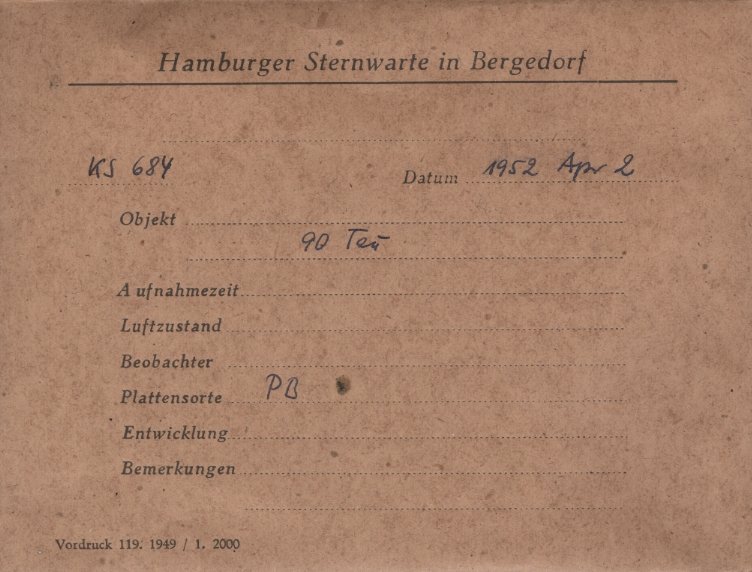 Hamburger Sternwarte in Bergedorf
KS 684 Datum 1952 Apr 2
Objekt
90 Tau
Aufnahmezeit
Luftzustand
Beobachter
Plattensorte PB
Entwicklung
Bemerkungen
Vordruck 119. 1949 / 1. 2000